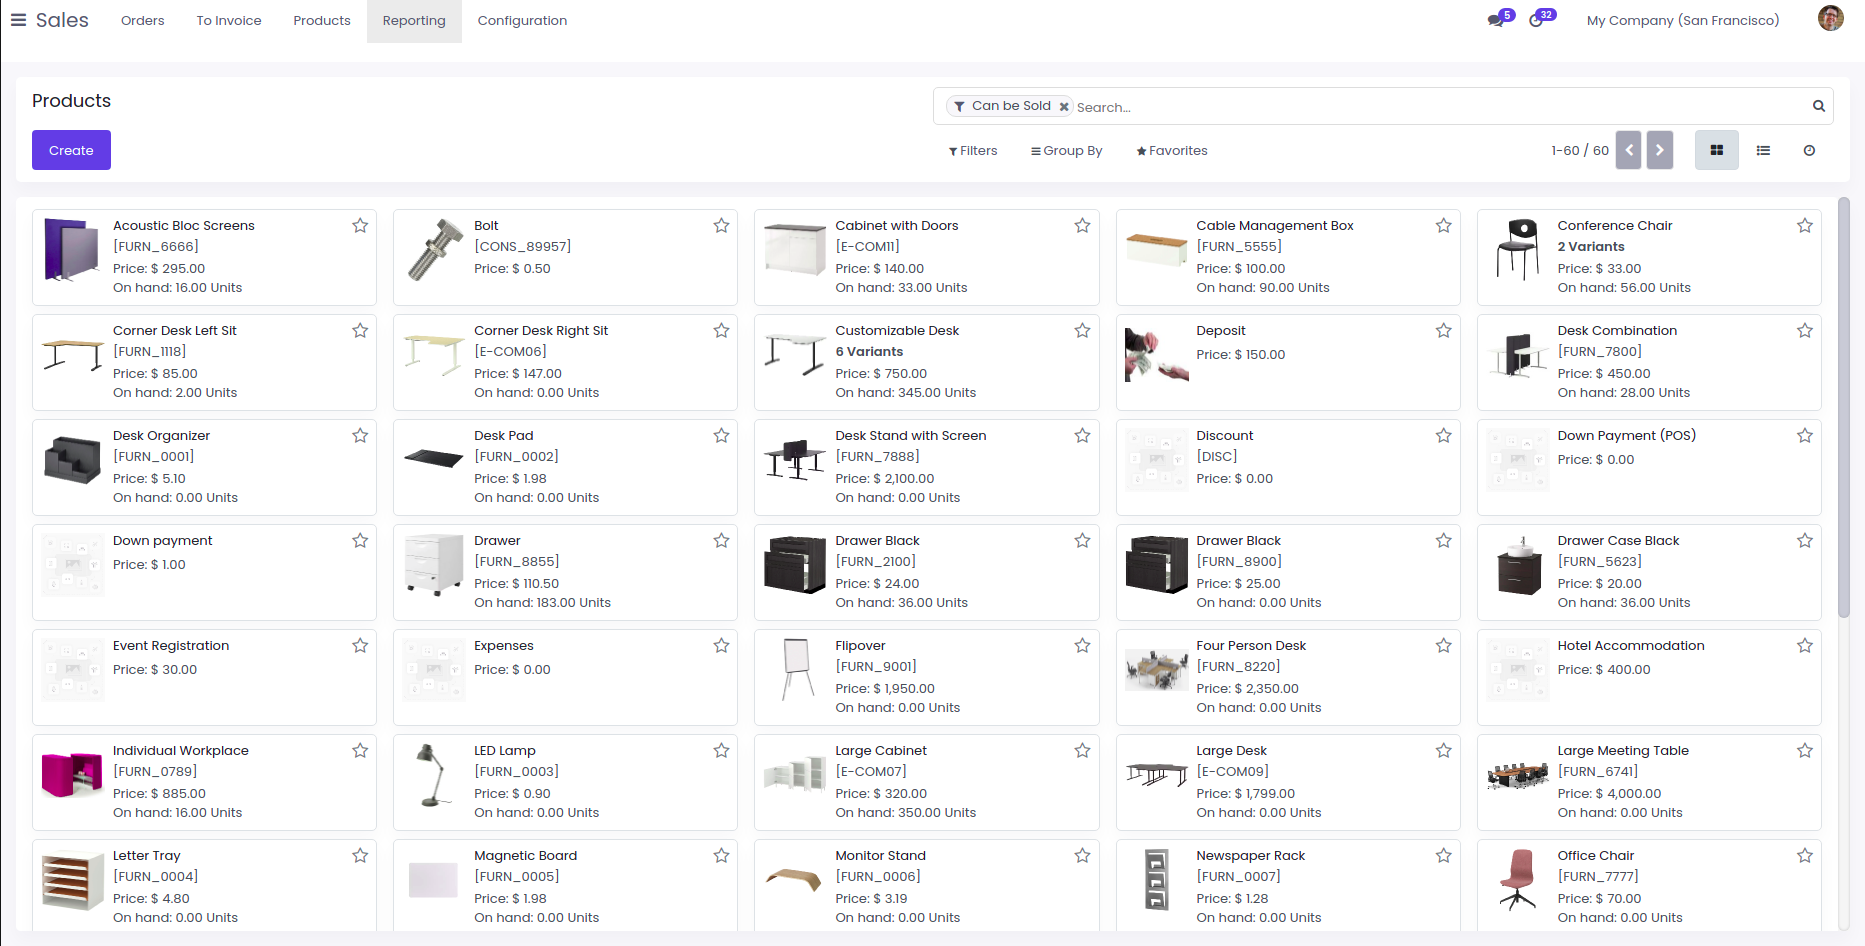 Sales Orders To Invoice Products Reporting Configuration 5 32 My Company (San Francisco)
Products
Can be Sold Search...
Create
Filters Group By Favorites 1-60 / 60
Acoustic Bloc Screens
[FURN_6666]
Price: $ 295.00
On hand: 16.00 Units
Bolt
[CONS_89957]
Price: $ 0.50
Cabinet with Doors
[E-COM11]
Price: $ 140.00
On hand: 33.00 Units
Cable Management Box
[FURN_5555]
Price: $ 100.00
On hand: 90.00 Units
Conference Chair
2 Variants
Price: $ 33.00
On hand: 56.00 Units
Corner Desk Left Sit
[FURN_1118]
Price: $ 85.00
On hand: 2.00 Units
Corner Desk Right Sit
[E-COM06]
Price: $ 147.00
On hand: 0.00 Units
Customizable Desk
6 Variants
Price: $ 750.00
On hand: 345.00 Units
Deposit
Price: $ 150.00
Desk Combination
[FURN_7800]
Price: $ 450.00
On hand: 28.00 Units
Desk Organizer
[FURN_0001]
Price: $ 5.10
On hand: 0.00 Units
Desk Pad
[FURN_0002]
Price: $ 1.98
On hand: 0.00 Units
Desk Stand with Screen
[FURN_7888]
Price: $ 2,100.00
On hand: 0.00 Units
Discount
[DISC]
Price: $ 0.00
Down Payment (POS)
Price: $ 0.00
Down payment
Price: $ 1.00
Drawer
[FURN_8855]
Price: $ 110.50
On hand: 183.00 Units
Drawer Black
[FURN_2100]
Price: $ 24.00
On hand: 36.00 Units
Drawer Black
[FURN_8900]
Price: $ 25.00
On hand: 0.00 Units
Drawer Case Black
[FURN_5623]
Price: $ 20.00
On hand: 36.00 Units
Event Registration
Price: $ 30.00
Expenses
Price: $ 0.00
Flipover
[FURN_9001]
Price: $ 1,950.00
On hand: 0.00 Units
Four Person Desk
[FURN_8220]
Price: $ 2,350.00
On hand: 0.00 Units
Hotel Accommodation
Price: $ 400.00
Individual Workplace
[FURN_0789]
Price: $ 885.00
On hand: 16.00 Units
LED Lamp
[FURN_0003]
Price: $ 0.90
On hand: 0.00 Units
Large Cabinet
[E-COM07]
Price: $ 320.00
On hand: 350.00 Units
Large Desk
[E-COM09]
Price: $ 1,799.00
On hand: 0.00 Units
Large Meeting Table
[FURN_6741]
Price: $ 4,000.00
On hand: 0.00 Units
Letter Tray
[FURN_0004]
Price: $ 4.80
On hand: 0.00 Units
Magnetic Board
[FURN_0005]
Price: $ 1.98
On hand: 0.00 Units
Monitor Stand
[FURN_0006]
Price: $ 3.19
On hand: 0.00 Units
Newspaper Rack
[FURN_0007]
Price: $ 1.28
On hand: 0.00 Units
Office Chair
[FURN_7777]
Price: $ 70.00
On hand: 0.00 Units